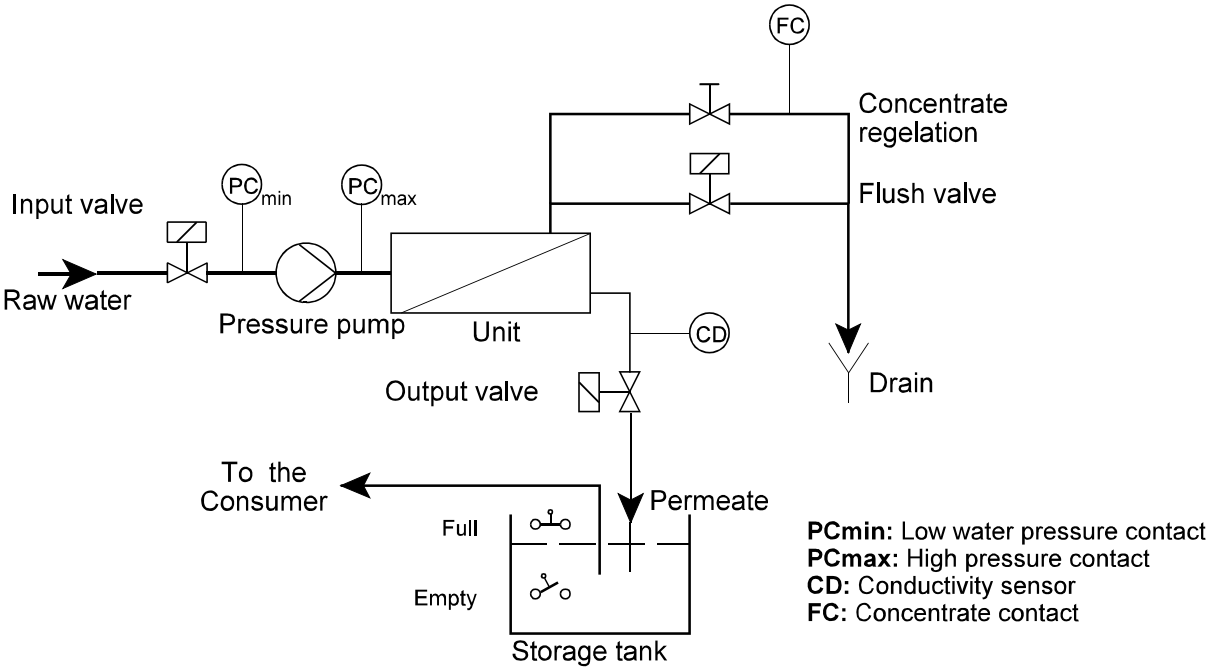 FC
Concentrate
regelation
PCmin
PCmax
Flush valve
Input valve
Raw water
Pressure pump
Unit
CD
Output valve
Drain
To the
Consumer
Permeate
Full
Empty
Storage tank
PCmin: Low water pressure contact
PCmax: High pressure contact
CD: Conductivity sensor
FC: Concentrate contact